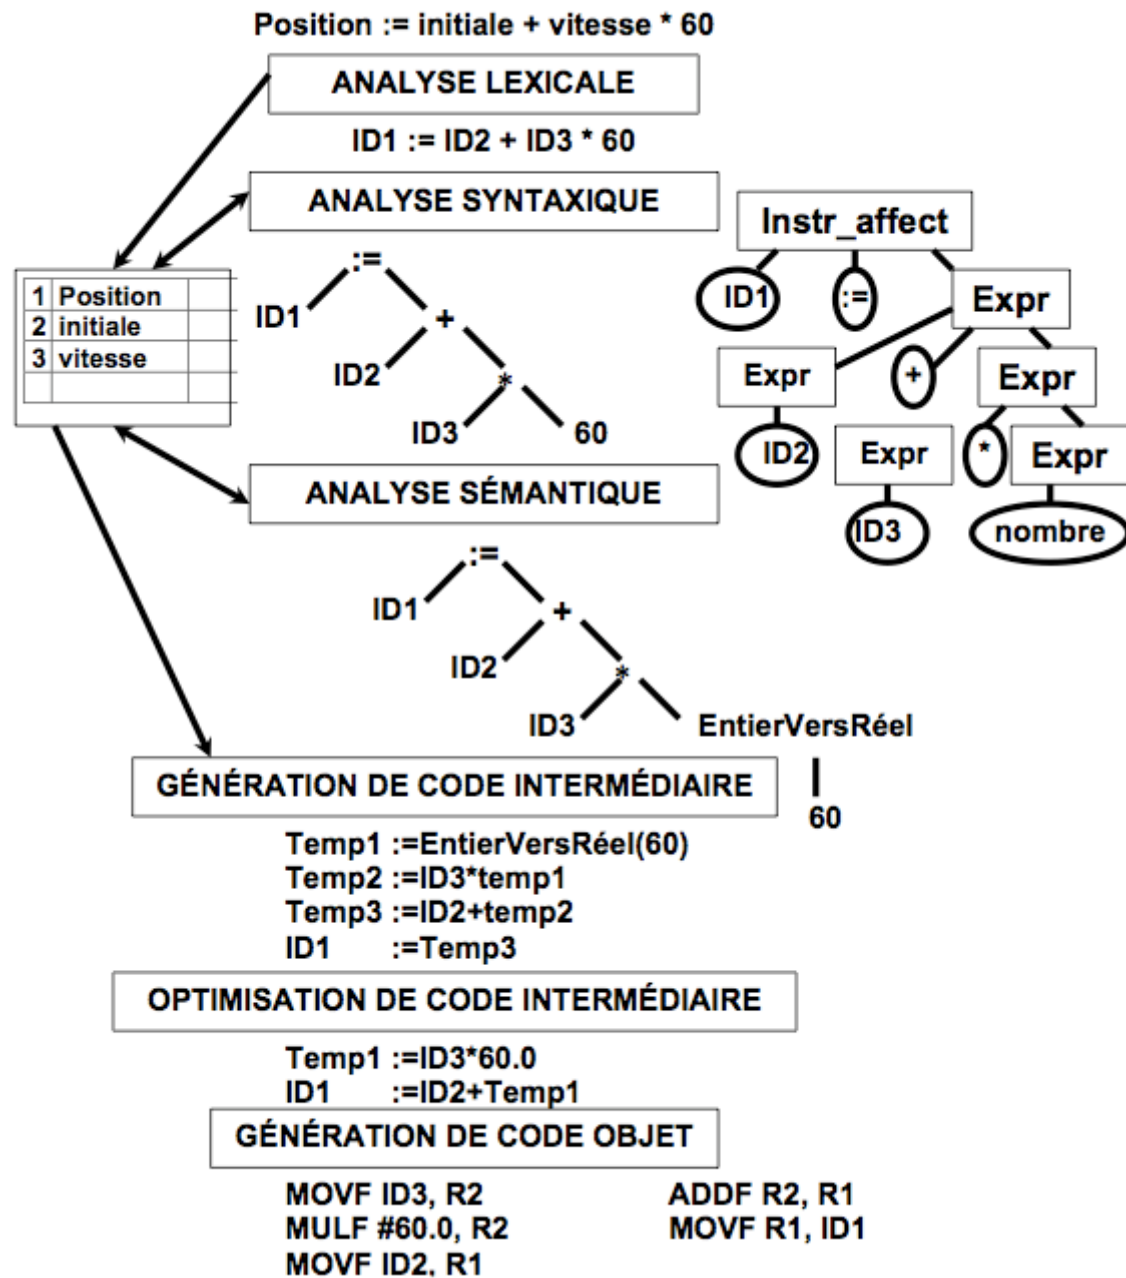 Position := initiale + vitesse * 60
ANALYSE LEXICALE
ID1 := ID2 + ID3 * 60
ANALYSE SYNTAXIQUE
1 Position
2 initiale
3 vitesse
:=
ID1
+
ID2
*
ID3
60
Instr_affect
ID1
:=
Expr
Expr
+
Expr
ID2
Expr
*
Expr
ID3
nombre
ANALYSE SÉMANTIQUE
:=
ID1
+
ID2
*
ID3
EntierVersRéel
60
GÉNÉRATION DE CODE INTERMÉDIAIRE
Temp1 :=EntierVersRéel(60)
Temp2 :=ID3*temp1
Temp3 :=ID2+temp2
ID1 :=Temp3
OPTIMISATION DE CODE INTERMÉDIAIRE
Temp1 :=ID3*60.0
ID1 :=ID2+Temp1
GÉNÉRATION DE CODE OBJET
MOVF ID3, R2
MULF #60.0, R2
MOVF ID2, R1
ADDF R2, R1
MOVF R1, ID1